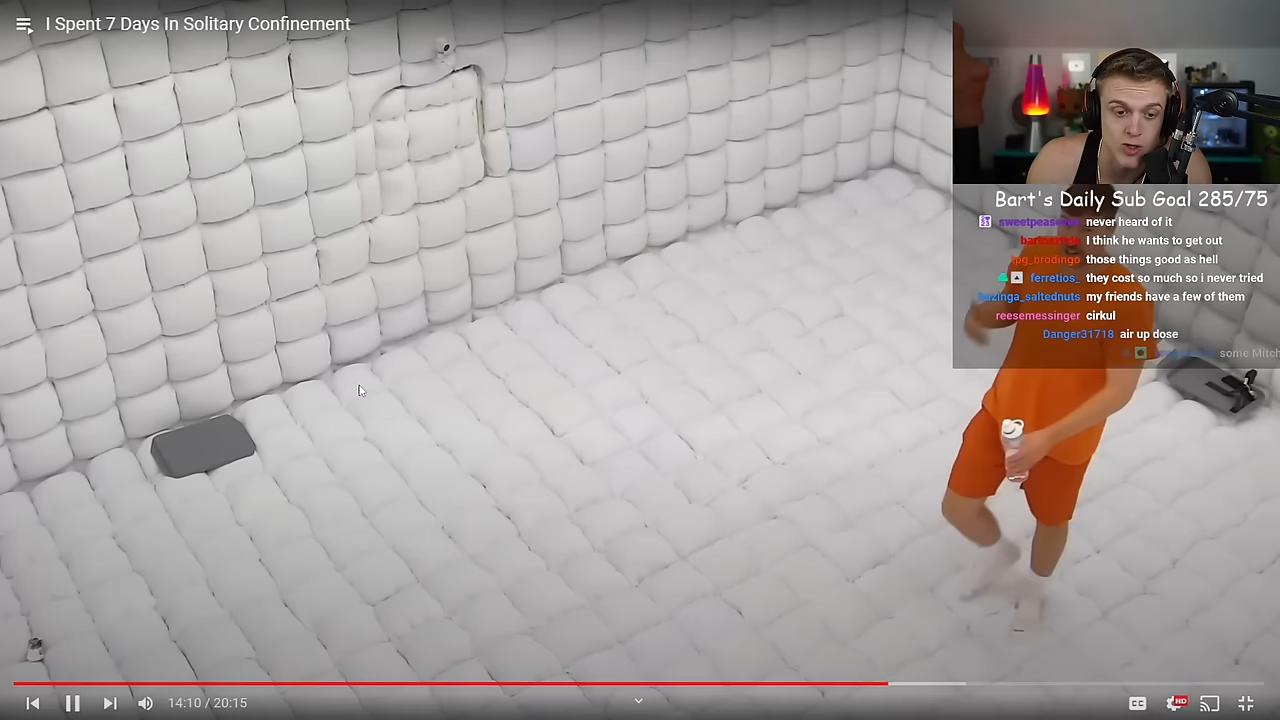 I Spent 7 Days In Solitary Confinement
Bart's Daily Sub Goal 285/75
never heard of it
I think he wants to get out
those things good as hell
ferretios_ they cost so much so i never tried
my friends have a few of them
reesemessinger cirkul
Danger31718 air up dose
some Mitch
14:10 / 20:15
CC
HD